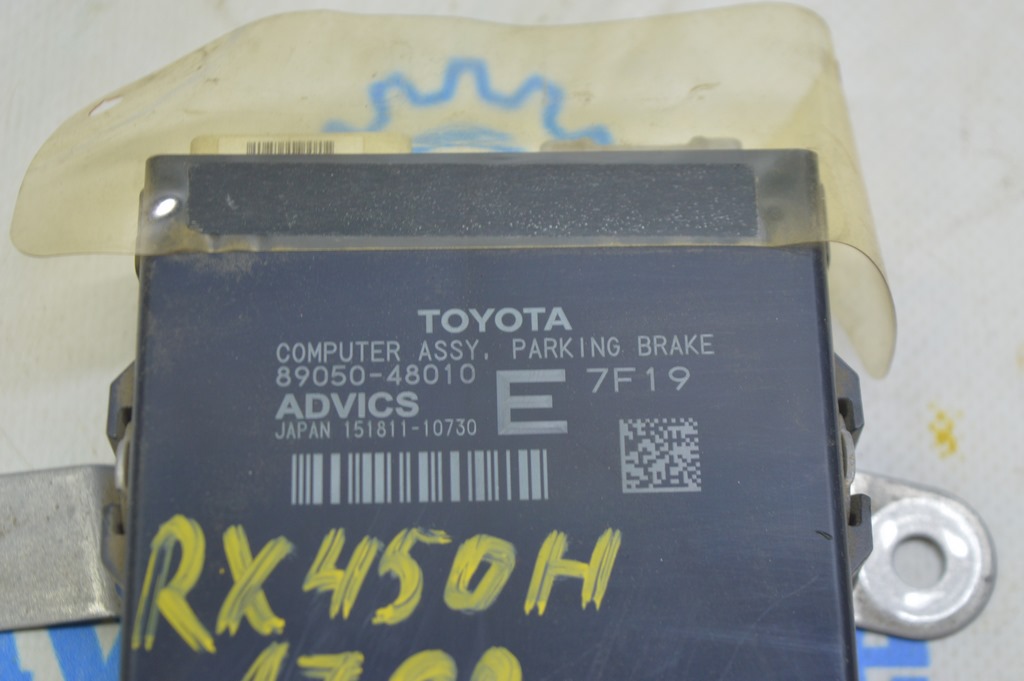 TOYOTA
COMPUTER ASSY, PARKING BRAKE
89050-48010 E 7F19
ADVICS
JAPAN 151811-10730
RX450H